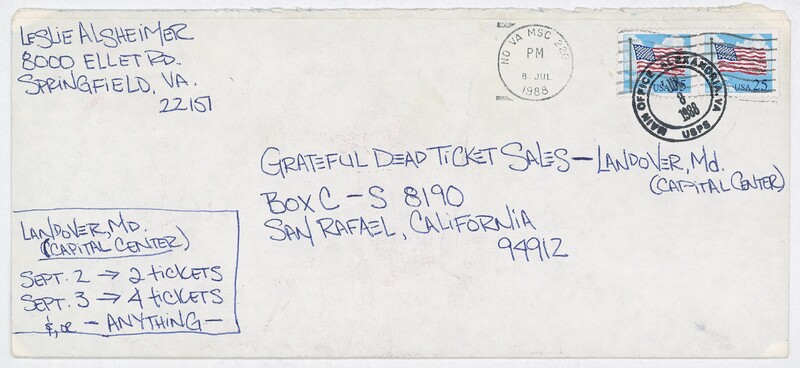 Leslie Alsheimer
8000 Ellet Rd.
Springfield, VA.
22151
NO VA MSC 220
PM
8 JUL
1988
USA 25
USA 25
MAIN OFFICE ALEXANDRIA, VA
JUL
8
1988
USPS
Grateful Dead Ticket Sales – Landover, Md.
(Capital Center)
Box C – S 8190
San Rafael, California
94912
Landover, Md.
(Capital Center)
Sept. 2 → 2 tickets
Sept. 3 → 4 tickets
&, or – Anything –